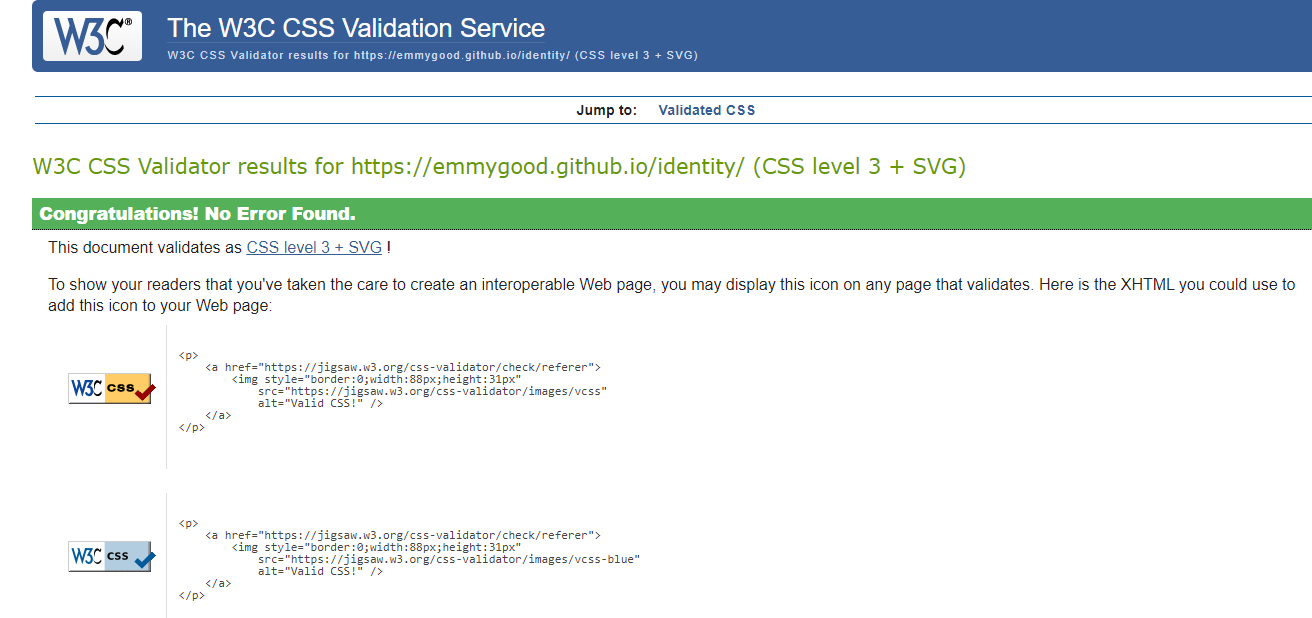 W3C®
The W3C CSS Validation Service
W3C CSS Validator results for https://emmygood.github.io/identity/ (CSS level 3 + SVG)
Jump to: Validated CSS
W3C CSS Validator results for https://emmygood.github.io/identity/ (CSS level 3 + SVG)
Congratulations! No Error Found.
This document validates as CSS level 3 + SVG !
To show your readers that you've taken the care to create an interoperable Web page, you may display this icon on any page that validates. Here is the XHTML you could use to
add this icon to your Web page:
W3C css
<p>
<a href="https://jigsaw.w3.org/css-validator/check/referer">
<img style="border:0;width:88px;height:31px"
src="https://jigsaw.w3.org/css-validator/images/vcss"
alt="Valid CSS!" />
</a>
</p>
W3C css
<p>
<a href="https://jigsaw.w3.org/css-validator/check/referer">
<img style="border:0;width:88px;height:31px"
src="https://jigsaw.w3.org/css-validator/images/vcss-blue"
alt="Valid CSS!" />
</a>
</p>